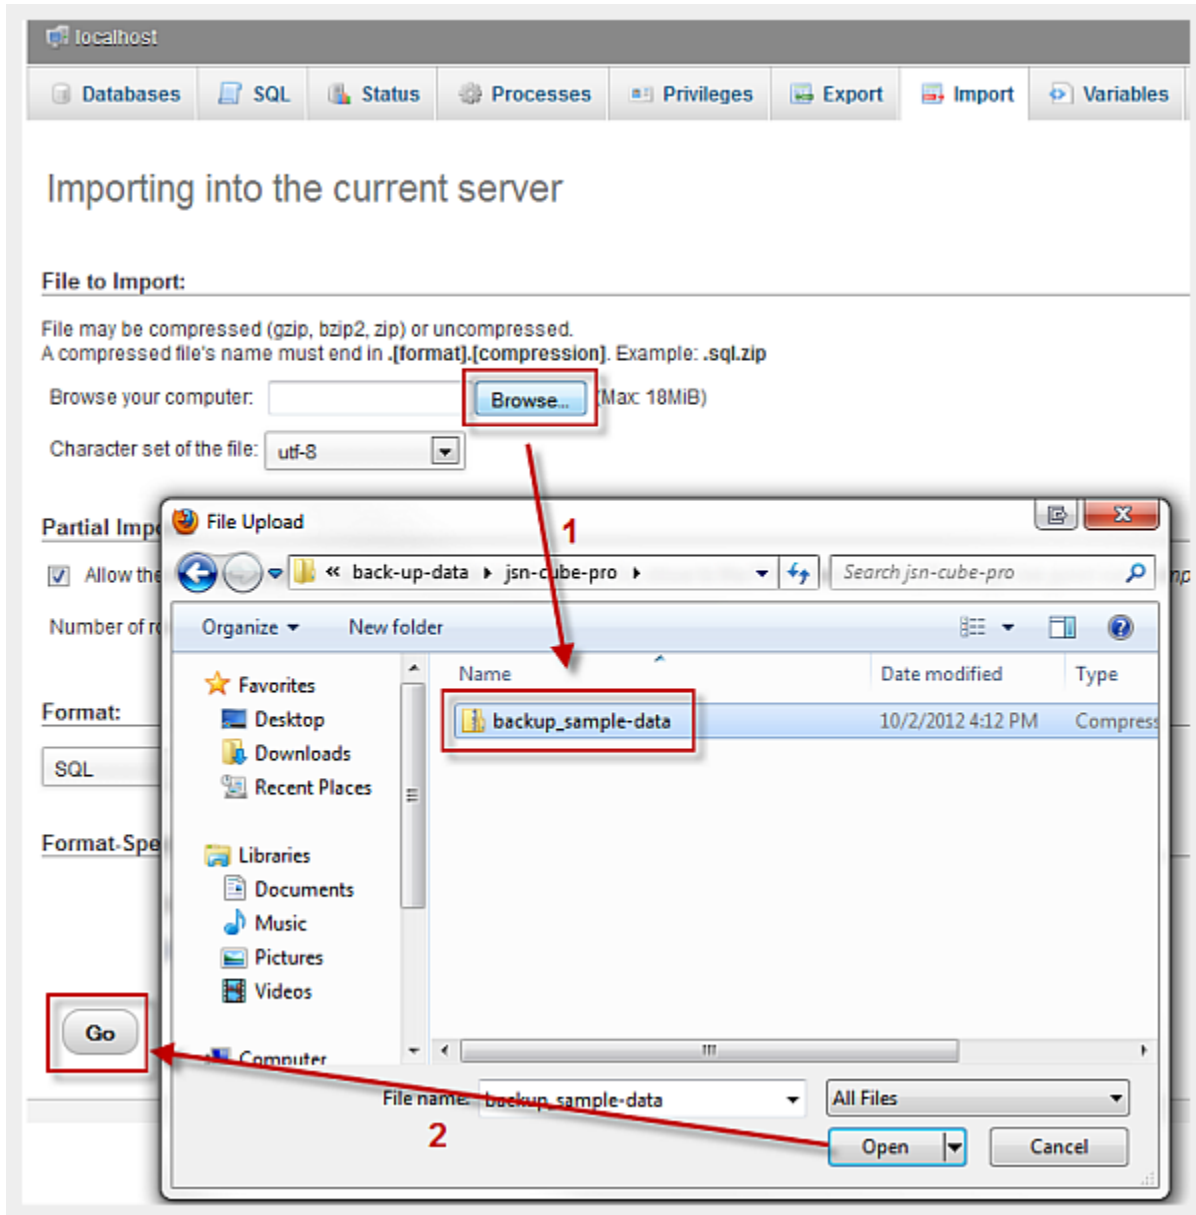 localhost
Databases SQL Status Processes Privileges Export Import Variables
Importing into the current server
File to Import:
File may be compressed (gzip, bzip2, zip) or uncompressed.
A compressed file's name must end in .[format].[compression]. Example: .sql.zip
Browse your computer: Browse... (Max: 18MiB)
Character set of the file: utf-8
Partial Impo
File Upload
1
Allow the
« back-up-data jsn-cube-pro Search jsn-cube-pro
Number of ro
Organize New folder
Name Date modified Type
Favorites
Format:
Desktop backup_sample-data 10/2/2012 4:12 PM Compress
Downloads
SQL
Recent Places
Format-Spe
Libraries
Documents
Music
Pictures
Videos
Go
Computer
File name: backup_sample-data All Files
2
Open Cancel